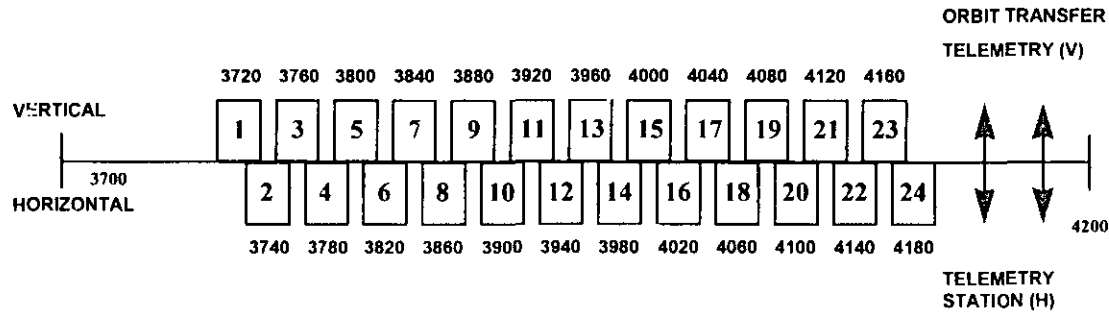 ORBIT TRANSFER
TELEMETRY (V)
3720 3760 3800 3840 3880 3920 3960 4000 4040 4080 4120 4160
VERTICAL
1 3 5 7 9 11 13 15 17 19 21 23
3700
2 4 6 8 10 12 14 16 18 20 22 24
HORIZONTAL
4200
3740 3780 3820 3860 3900 3940 3980 4020 4060 4100 4140 4180
TELEMETRY
STATION (H)